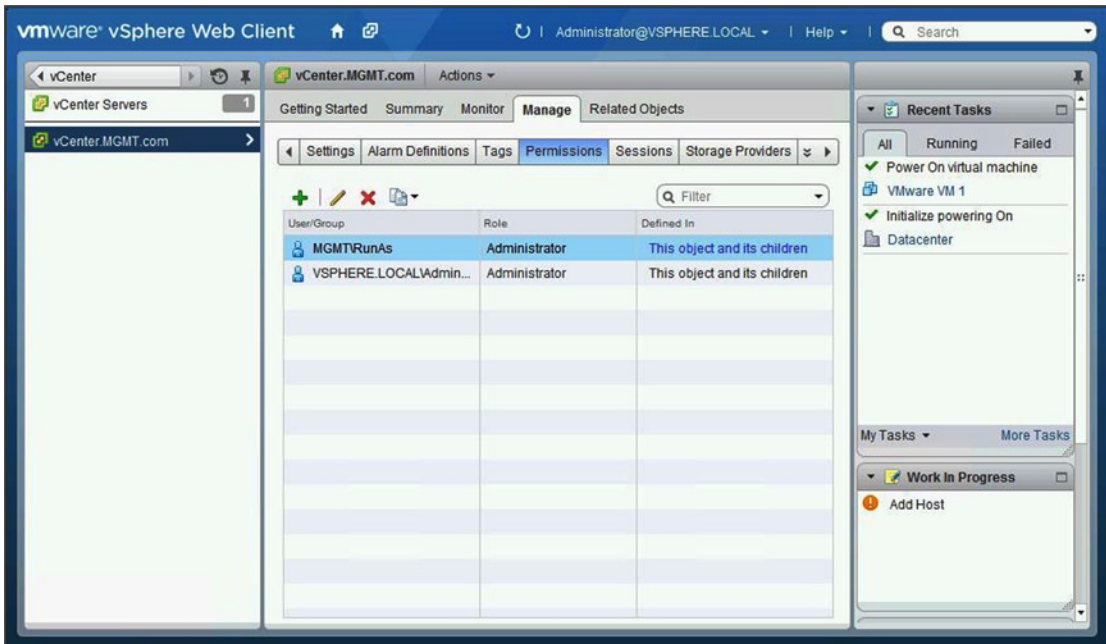 vmware® vSphere Web Client
Administrator@VSPHERE.LOCAL
Help
Search
vCenter
vCenter Servers
1
vCenter.MGMT.com
vCenter.MGMT.com Actions
Getting Started Summary Monitor Manage Related Objects
Settings Alarm Definitions Tags Permissions Sessions Storage Providers
Filter
User/Group Role Defined In
MGMT\RunAs Administrator This object and its children
VSPHERE.LOCAL\Admin... Administrator This object and its children
Recent Tasks
All Running Failed
Power On virtual machine
VMware VM 1
Initialize powering On
Datacenter
My Tasks More Tasks
Work In Progress
Add Host